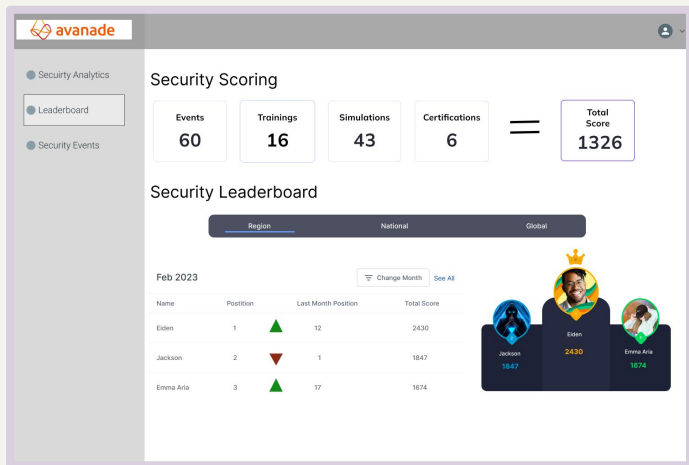 avanade
Secuirty Analytics
Leaderboard
Security Events
Security Scoring
Events
60
Trainings
16
Simulations
43
Certifications
6
=
Total
Score
1326
Security Leaderboard
Region National Global
Feb 2023
Change Month See All
Name Postition Last Month Position Total Score
Eiden 1 12 2430
Jackson 2 1 1847
Emma Aria 3 17 1674
Eiden
2430
Jackson
1847
Emma Aria
1674